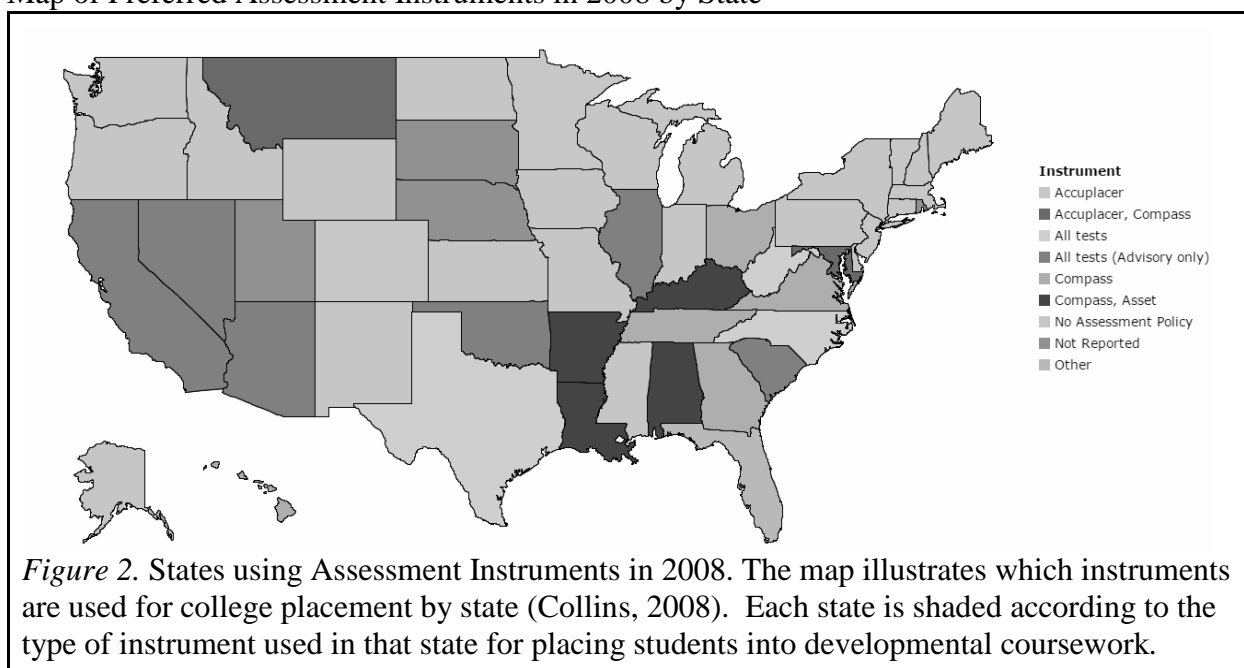 Map of Preferred Assessment Instruments in 2008 by State
Instrument
Accuplacer
Accuplacer, Compass
All tests
All tests (Advisory only)
Compass
Compass, Asset
No Assessment Policy
Not Reported
Other
Figure 2. States using Assessment Instruments in 2008. The map illustrates which instruments
are used for college placement by state (Collins, 2008).  Each state is shaded according to the
type of instrument used in that state for placing students into developmental coursework.